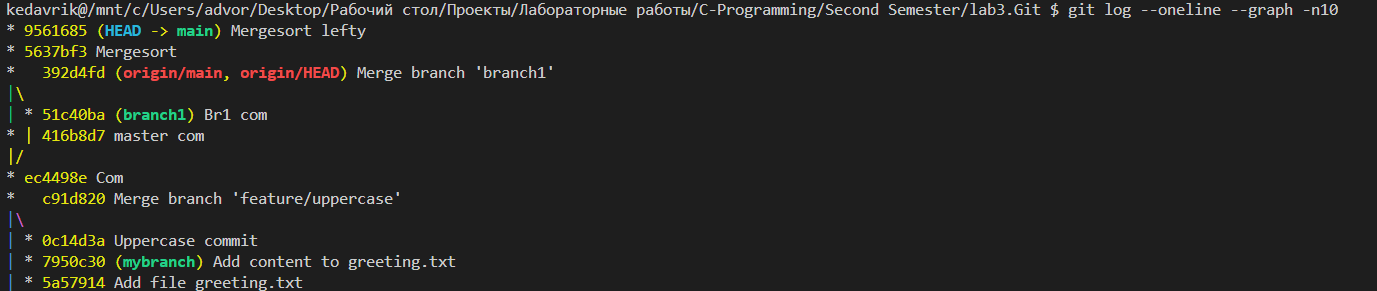 kedavrik@/mnt/c/Users/advor/Desktop/Рабочий стол/Проекты/Лабораторные работы/C-Programming/Second Semester/lab3.Git $ git log --oneline --graph -n10
* 9561685 (HEAD -> main) Mergesort lefty
* 5637bf3 Mergesort
*   392d4fd (origin/main, origin/HEAD) Merge branch 'branch1'
|\
| * 51c40ba (branch1) Br1 com
* | 416b8d7 master com
|/
* ec4498e Com
*   c91d820 Merge branch 'feature/uppercase'
|\
| * 0c14d3a Uppercase commit
| * 7950c30 (mybranch) Add content to greeting.txt
| * 5a57914 Add file greeting.txt